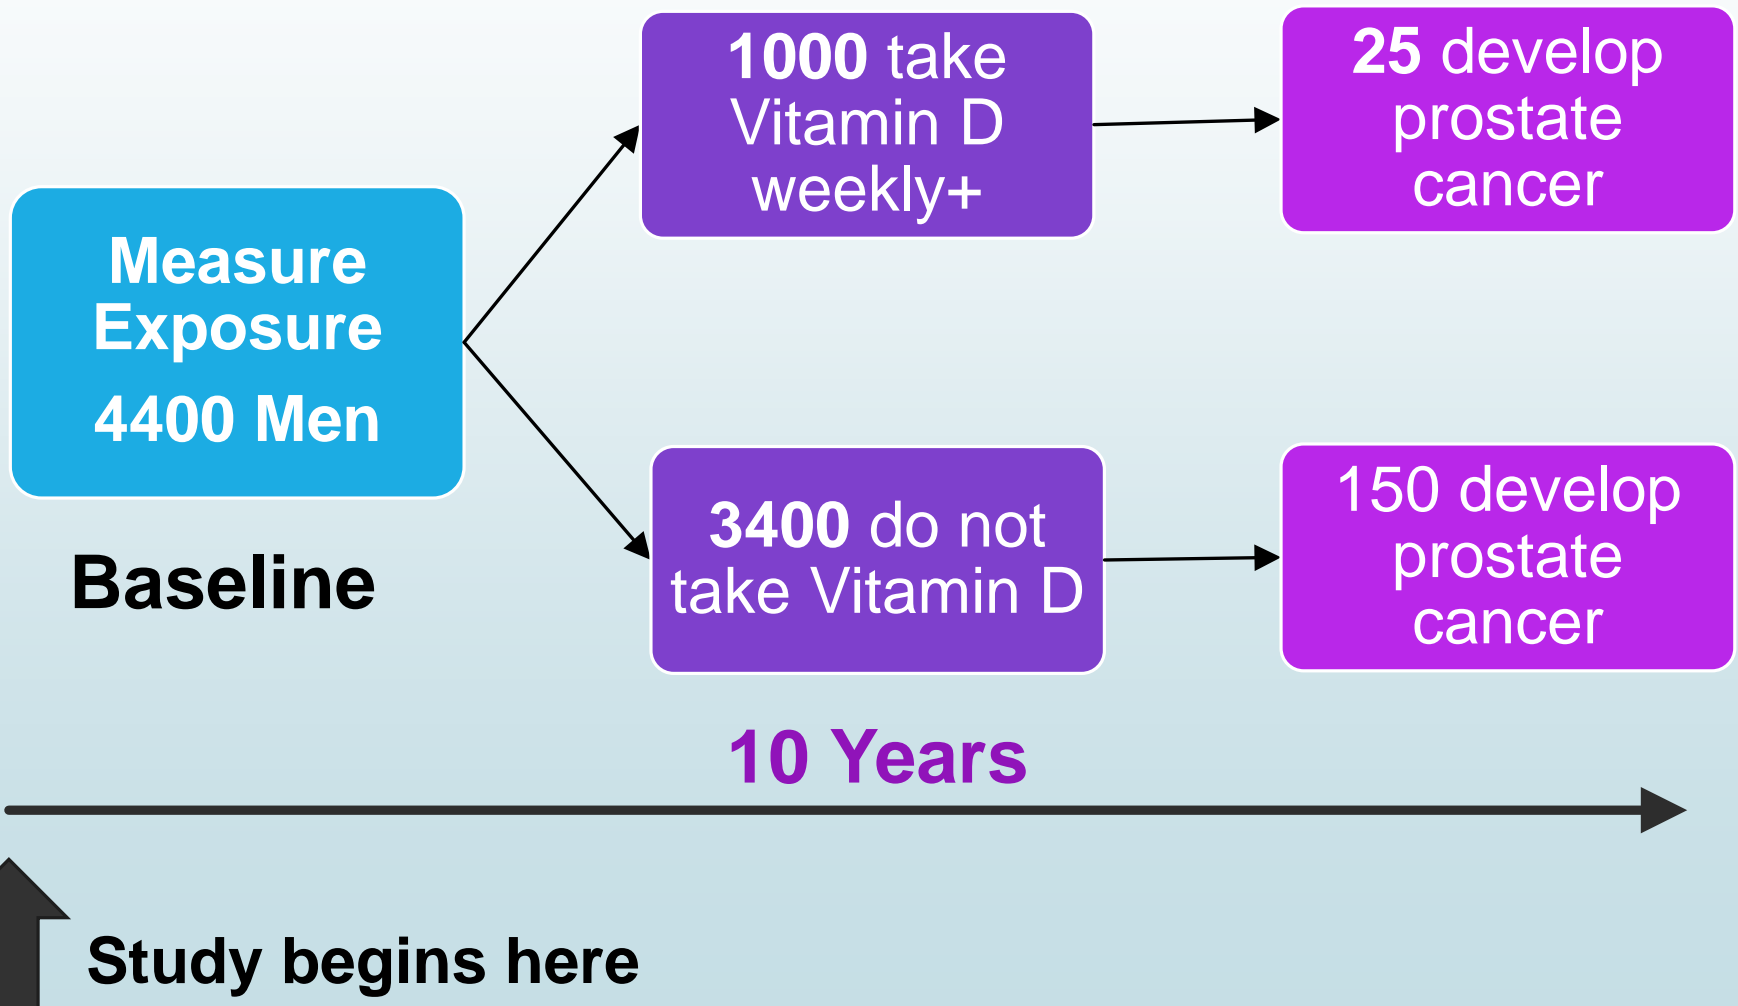 Measure
Exposure
4400 Men
Baseline
1000 take
Vitamin D
weekly+
25 develop
prostate
cancer
3400 do not
take Vitamin D
150 develop
prostate
cancer
10 Years
Study begins here